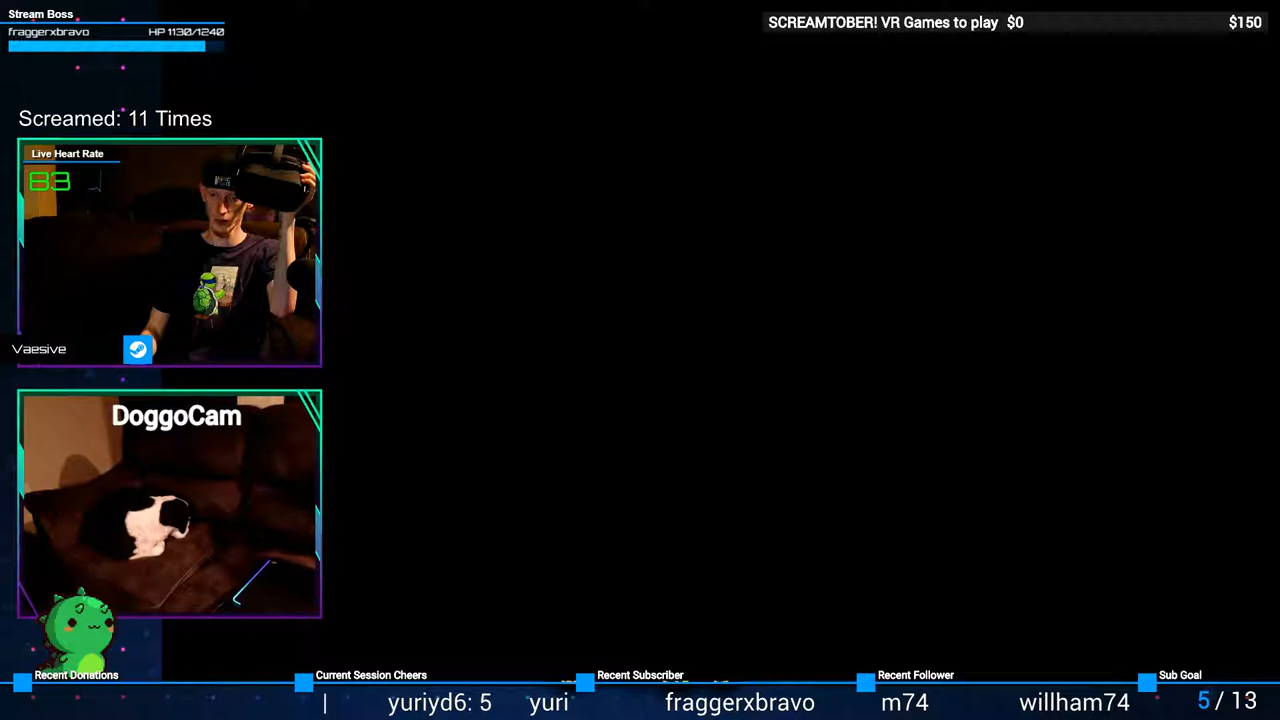 Stream Boss
fraggerxbravo HP 1130/1240
SCREAMTOBER! VR Games to play $0 $150
Screamed: 11 Times
Live Heart Rate
83
Vaesive
DoggoCam
Recent Donations
Current Session Cheers
Recent Subscriber
Recent Follower
Sub Goal
| yuriyd6: 5 yuri
fraggerxbravo
m74 willham74
5 / 13